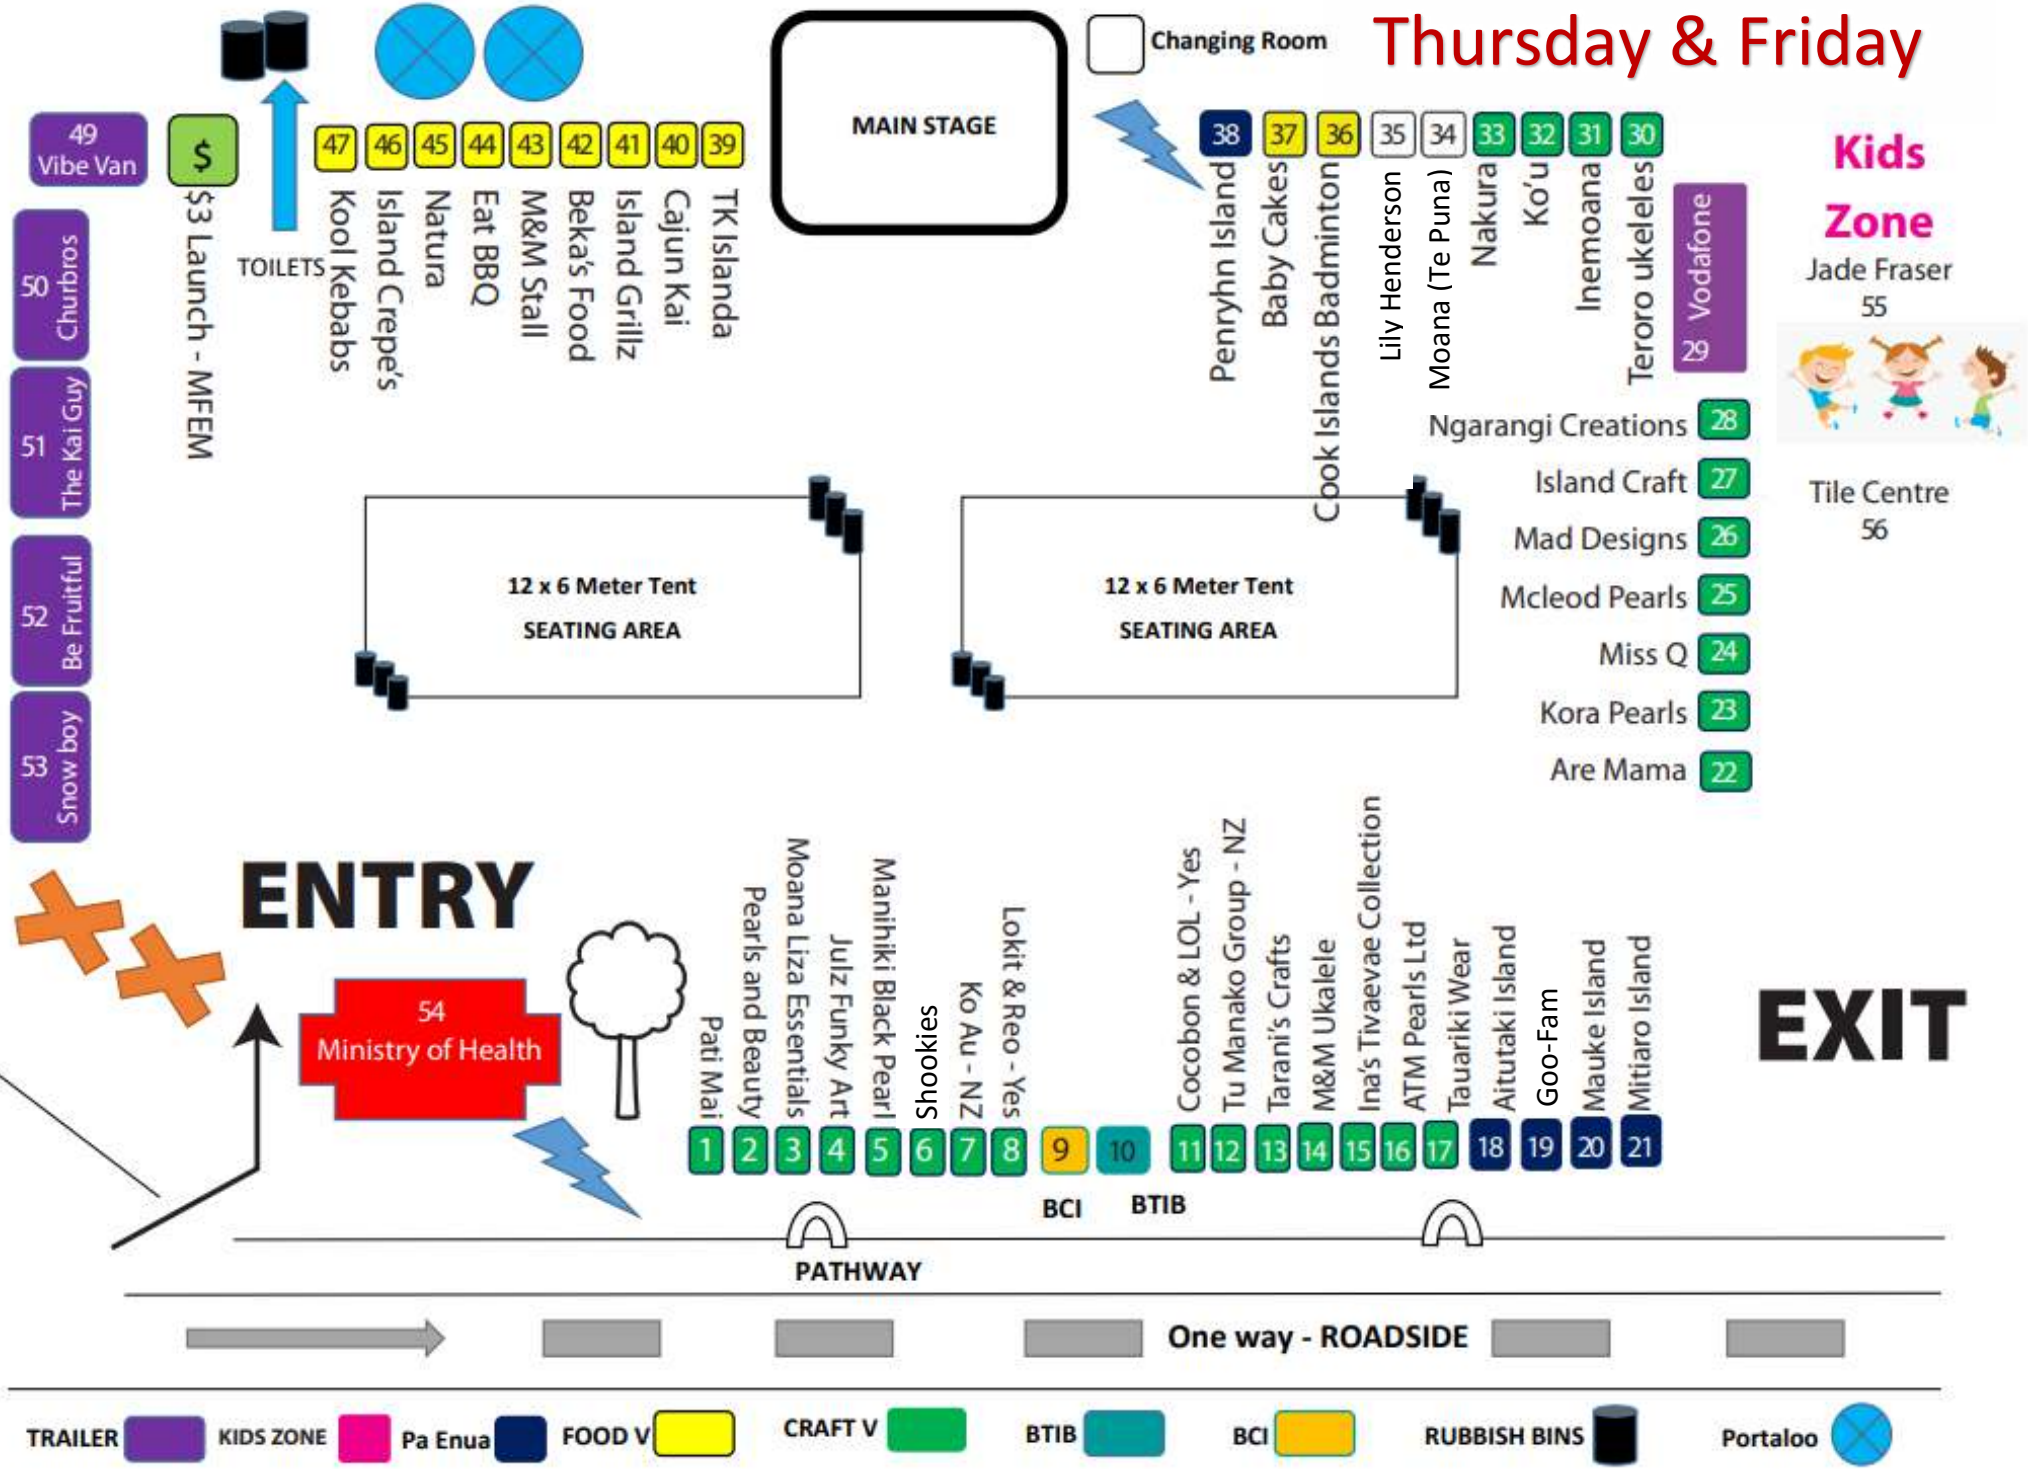 Thursday & Friday
Changing Room
MAIN STAGE
49
Vibe Van
$
$3 Launch - MFEM
TOILETS
47
Kool Kebabs
46
Island Crepe's
45
Natura
44
Eat BBQ
43
M&M Stall
42
Beka's Food
41
Island Grillz
40
Cajun Kai
39
TK Islanda
38
Penryhn Island
37
Baby Cakes
36
Cook Islands Badminton
35
Lily Henderson
34
Moana (Te Puna)
33
Nakura
32
Ko'u
31
Inemoana
30
Teroro ukeleles
29 Vodafone
Kids
Zone
Jade Fraser
55
Tile Centre
56
50
Churbros
51
The Kai Guy
52
Be Fruitful
53
Snow boy
12 x 6 Meter Tent
SEATING AREA
12 x 6 Meter Tent
SEATING AREA
Ngarangi Creations 28
Island Craft 27
Mad Designs 26
Mcleod Pearls 25
Miss Q 24
Kora Pearls 23
Are Mama 22
ENTRY
54
Ministry of Health
Pati Mai
1
Pearls and Beauty
2
Moana Liza Essentials
3
Julz Funky Art
4
Manihiki Black Pearl
5
Shookies
6
Ko Au - NZ
7
Lokit & Reo - Yes
8
9
BCI
10
BTIB
Cocobon & LOL - Yes
11
Tu Manako Group - NZ
12
Tarani's Crafts
13
M&M Ukalele
14
Ina's Tivaevae Collection
15
ATM Pearls Ltd
16
Tauariki Wear
17
Aitutaki Island
18
Goo-Fam
19
Mauke Island
20
Mitiaro Island
21
EXIT
PATHWAY
One way - ROADSIDE
TRAILER
KIDS ZONE
Pa Enua
FOOD V
CRAFT V
BTIB
BCI
RUBBISH BINS
Portaloo